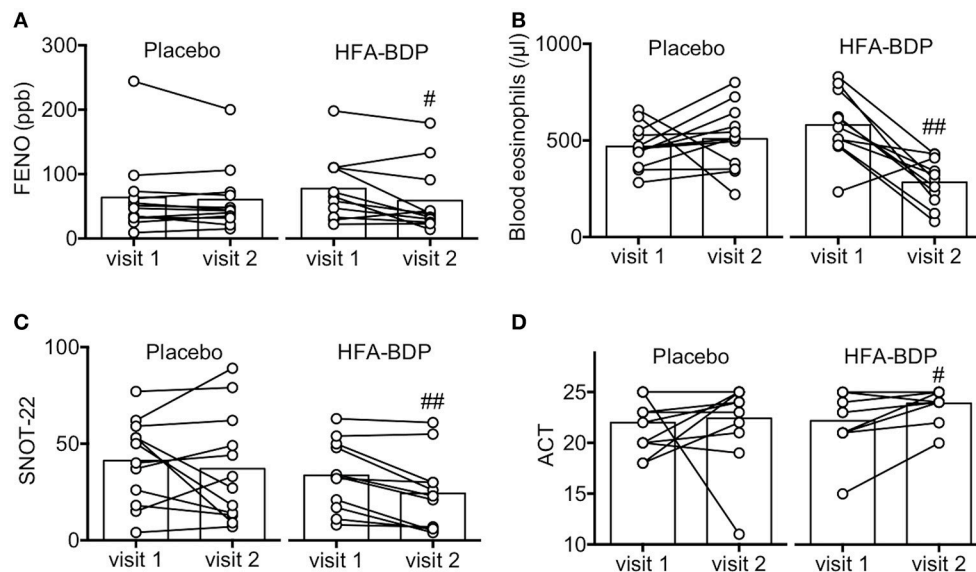 A
Placebo
HFA-BDP
#
FENO (ppb)
300
200
100
0
visit 1 visit 2 visit 1 visit 2
B
Placebo
HFA-BDP
##
Blood eosinophils (/µl)
1000
500
0
visit 1 visit 2 visit 1 visit 2
C
Placebo
HFA-BDP
##
SNOT-22
100
50
0
visit 1 visit 2 visit 1 visit 2
D
Placebo
HFA-BDP
#
ACT
25
20
15
10
visit 1 visit 2 visit 1 visit 2